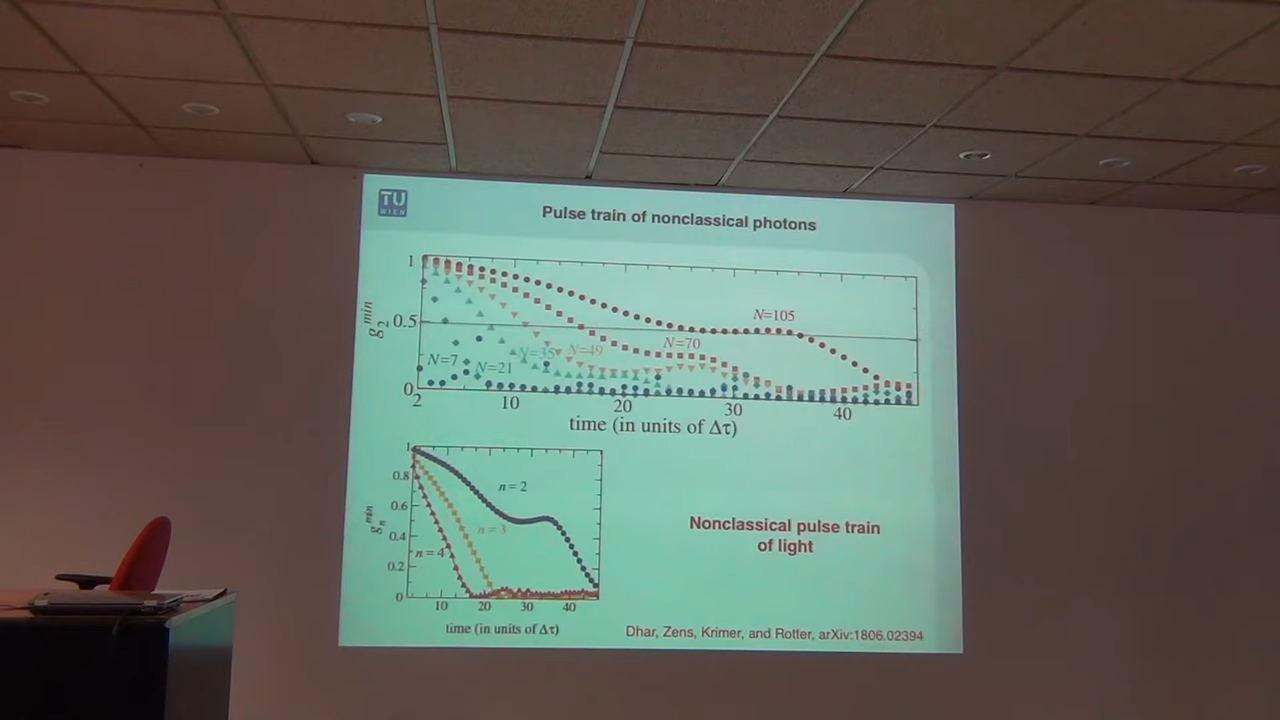 TU
WIEN
Pulse train of nonclassical photons
1
0.5
0
g₂ᵐⁱⁿ
N=105
N=70
N=49
N=35
N=21
N=7
2 10 20 30 40
time (in units of Δτ)
1
0.8
0.6
0.4
0.2
0
gₙᵐⁱⁿ
n = 2
n = 3
n = 4
10 20 30 40
time (in units of Δτ)
Nonclassical pulse train
of light
Dhar, Zens, Krimer, and Rotter, arXiv:1806.02394